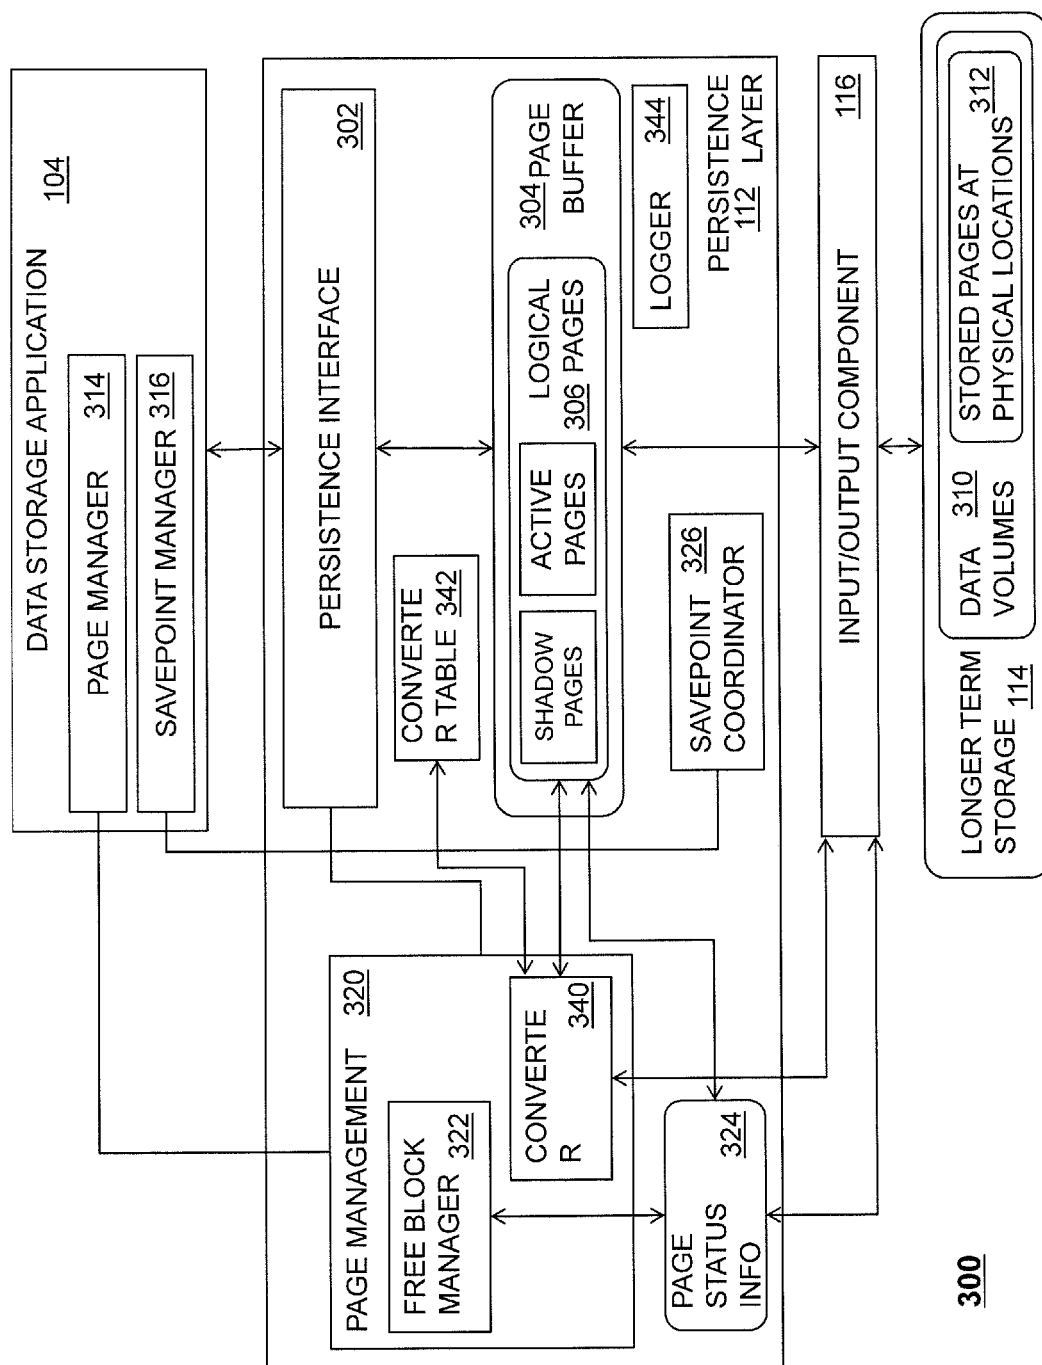 DATA STORAGE APPLICATION
104
PAGE MANAGER 314
SAVEPOINT MANAGER 316
PERSISTENCE INTERFACE
302
PAGE MANAGEMENT
320
FREE BLOCK
MANAGER 322
CONVERTE
R
340
CONVERTE
R TABLE 342
304 PAGE
BUFFER
LOGICAL
306 PAGES
SHADOW
PAGES
ACTIVE
PAGES
PAGE
STATUS
INFO
324
SAVEPOINT 326
COORDINATOR
LOGGER 344
PERSISTENCE
112 LAYER
INPUT/OUTPUT COMPONENT
116
LONGER TERM
STORAGE 114
DATA 310
VOLUMES
STORED PAGES AT 312
PHYSICAL LOCATIONS
300